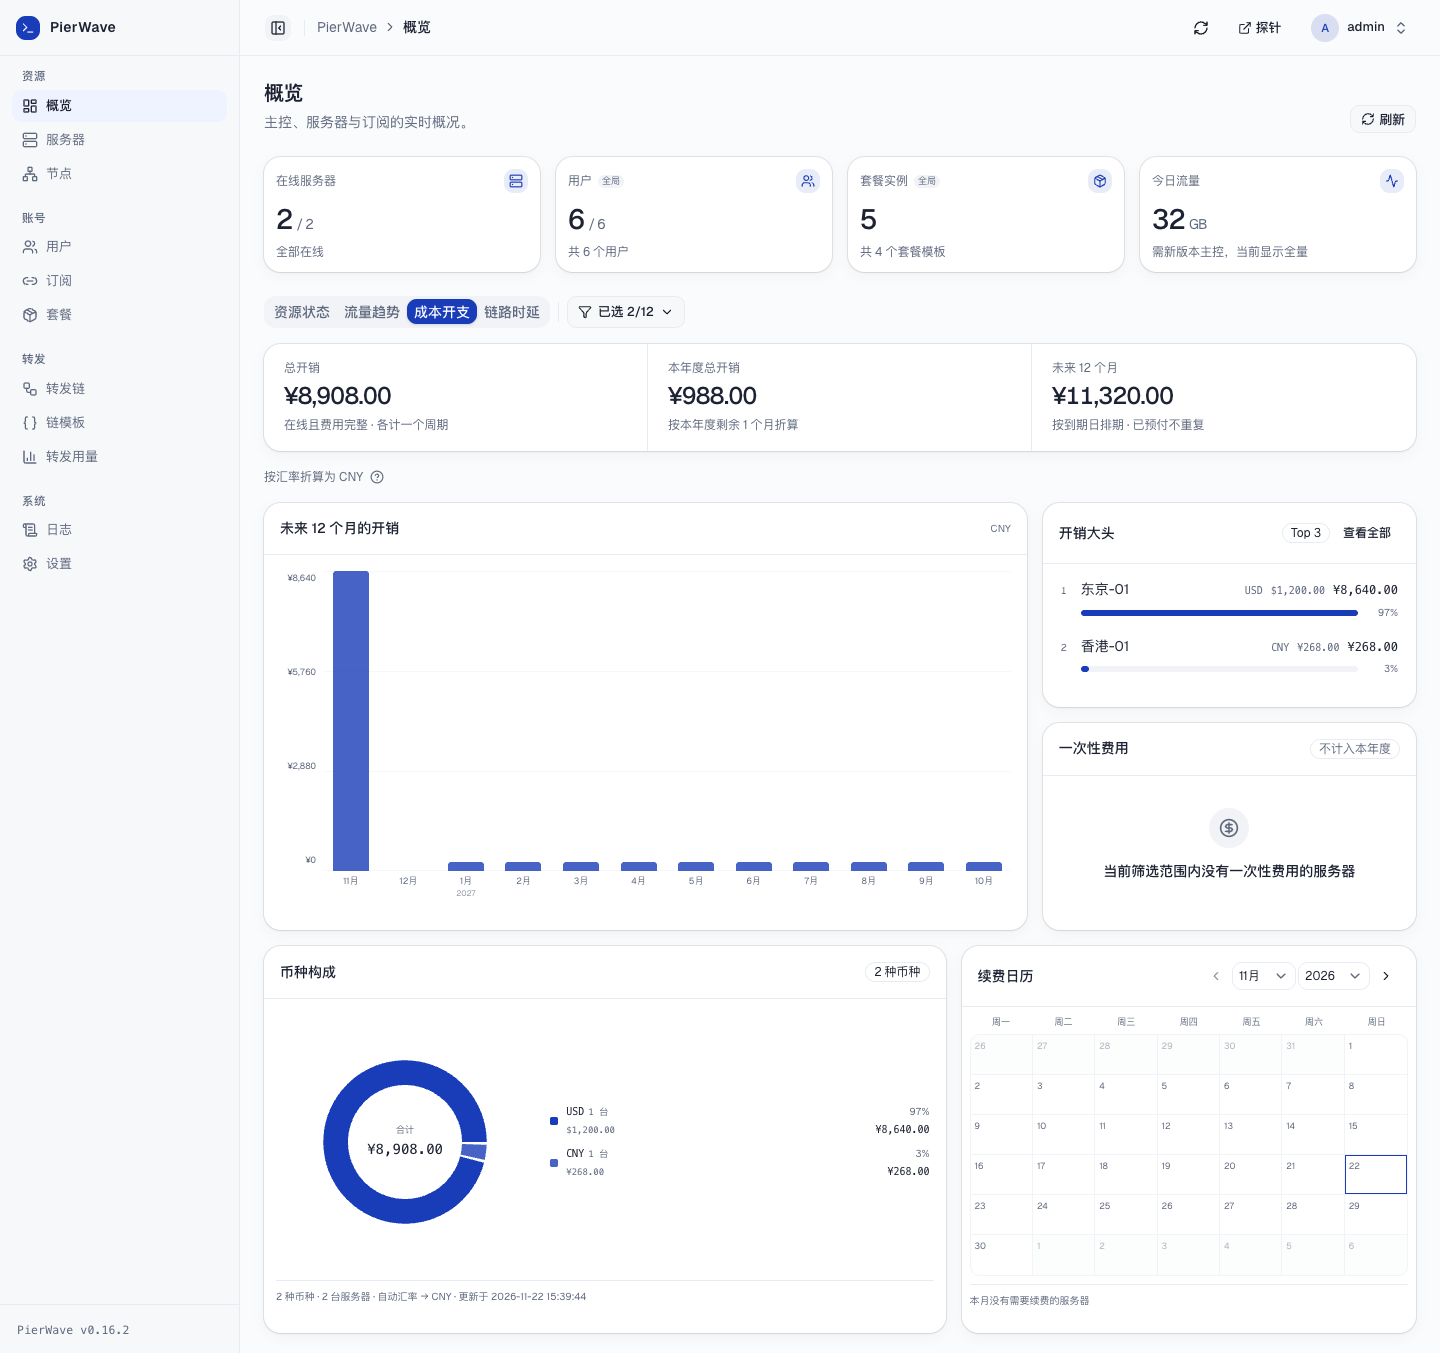 PierWave
PierWave > 概览
探针
A admin
资源
概览
服务器
节点
账号
用户
订阅
套餐
转发
转发链
链模板
转发用量
系统
日志
设置
PierWave v0.16.2
概览
主控、服务器与订阅的实时概况。
刷新
在线服务器
2 / 2
全部在线
用户 全局
6 / 6
共 6 个用户
套餐实例 全局
5
共 4 个套餐模板
今日流量
32 GB
需新版本主控，当前显示全量
资源状态 流量趋势 成本开支 链路时延
已选 2/12
总开销
¥8,908.00
在线且费用完整 · 各计一个周期
本年度总开销
¥988.00
按本年度剩余 1 个月折算
未来 12 个月
¥11,320.00
按到期日排期 · 已预付不重复
按汇率折算为 CNY
未来 12 个月的开销
CNY
¥8,640
¥5,760
¥2,880
¥0
11月 12月 1月 2月 3月 4月 5月 6月 7月 8月 9月 10月
2027
开销大头
Top 3 查看全部
1 东京-01 USD $1,200.00 ¥8,640.00
97%
2 香港-01 CNY ¥268.00 ¥268.00
3%
一次性费用
不计入本年度
当前筛选范围内没有一次性费用的服务器
币种构成
2 种币种
合计
¥8,908.00
USD 1 台 97%
$1,200.00 ¥8,640.00
CNY 1 台 3%
¥268.00 ¥268.00
2 种币种 · 2 台服务器 · 自动汇率 → CNY · 更新于 2026-11-22 15:39:44
续费日历
11月 2026
周一 周二 周三 周四 周五 周六 周日
26 27 28 29 30 31 1
2 3 4 5 6 7 8
9 10 11 12 13 14 15
16 17 18 19 20 21 22
23 24 25 26 27 28 29
30 1 2 3 4 5 6
本月没有需要续费的服务器